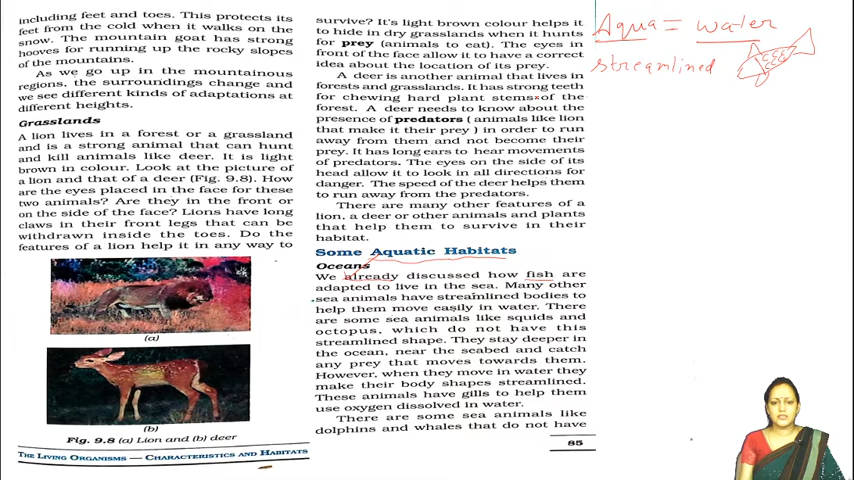 including feet and toes. This protects its
feet from the cold when it walks on the
snow. The mountain goat has strong
hooves for running up the rocky slopes
of the mountains.
As we go up in the mountainous
regions, the surroundings change and
we see different kinds of adaptations at
different heights.
Grasslands
A lion lives in a forest or a grassland
and is a strong animal that can hunt
and kill animals like deer. It is light
brown in colour. Look at the picture of
a lion and that of a deer (Fig. 9.8). How
are the eyes placed in the face for these
two animals? Are they in the front or
on the side of the face? Lions have long
claws in their front legs that can be
withdrawn inside the toes. Do the
features of a lion help it in any way to
(a)
(b)
Fig. 9.8 (a) Lion and (b) deer
THE LIVING ORGANISMS — CHARACTERISTICS AND HABITATS
survive? It's light brown colour helps it
to hide in dry grasslands when it hunts
for prey (animals to eat). The eyes in
front of the face allow it to have a correct
idea about the location of its prey.
A deer is another animal that lives in
forests and grasslands. It has strong teeth
for chewing hard plant stems of the
forest. A deer needs to know about the
presence of predators (animals like lion
that make it their prey) in order to run
away from them and not become their
prey. It has long ears to hear movements
of predators. The eyes on the side of its
head allow it to look in all directions for
danger. The speed of the deer helps them
to run away from the predators.
There are many other features of a
lion, a deer or other animals and plants
that help them to survive in their
habitat.
Some Aquatic Habitats
Oceans
We already discussed how fish are
adapted to live in the sea. Many other
sea animals have streamlined bodies to
help them move easily in water. There
are some sea animals like squids and
octopus, which do not have this
streamlined shape. They stay deeper in
the ocean, near the seabed and catch
any prey that moves towards them.
However, when they move in water they
make their body shapes streamlined.
These animals have gills to help them
use oxygen dissolved in water.
There are some sea animals like
dolphins and whales that do not have
85
Aqua = water
streamlined